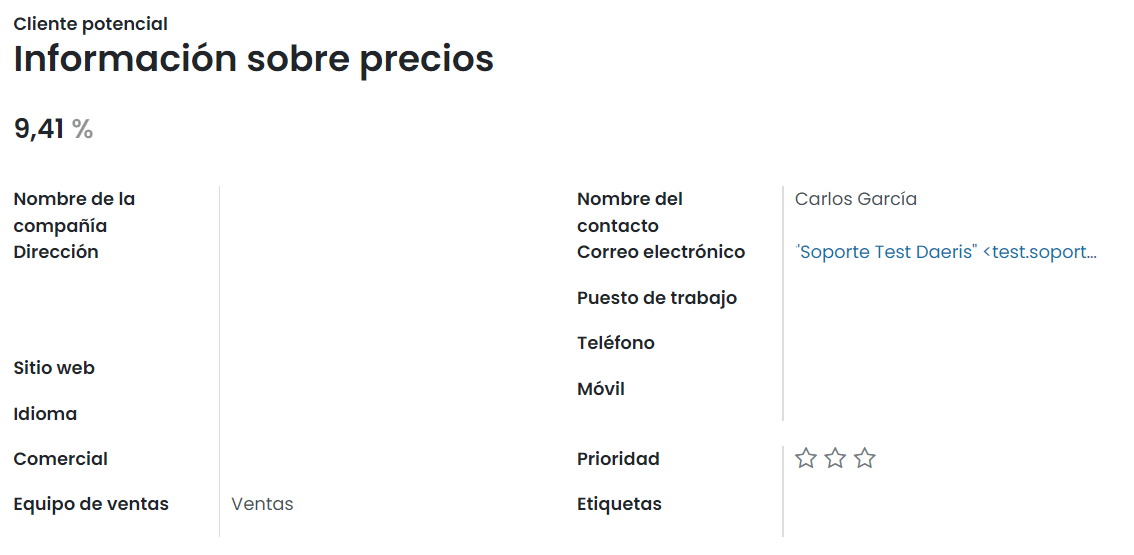 Cliente potencial
Información sobre precios
9,41 %
Nombre de la
compañía
Dirección
Sitio web
Idioma
Comercial
Equipo de ventas Ventas
Nombre del
contacto
Carlos García
Correo electrónico "Soporte Test Daeris" <test.soport...
Puesto de trabajo
Teléfono
Móvil
Prioridad
Etiquetas